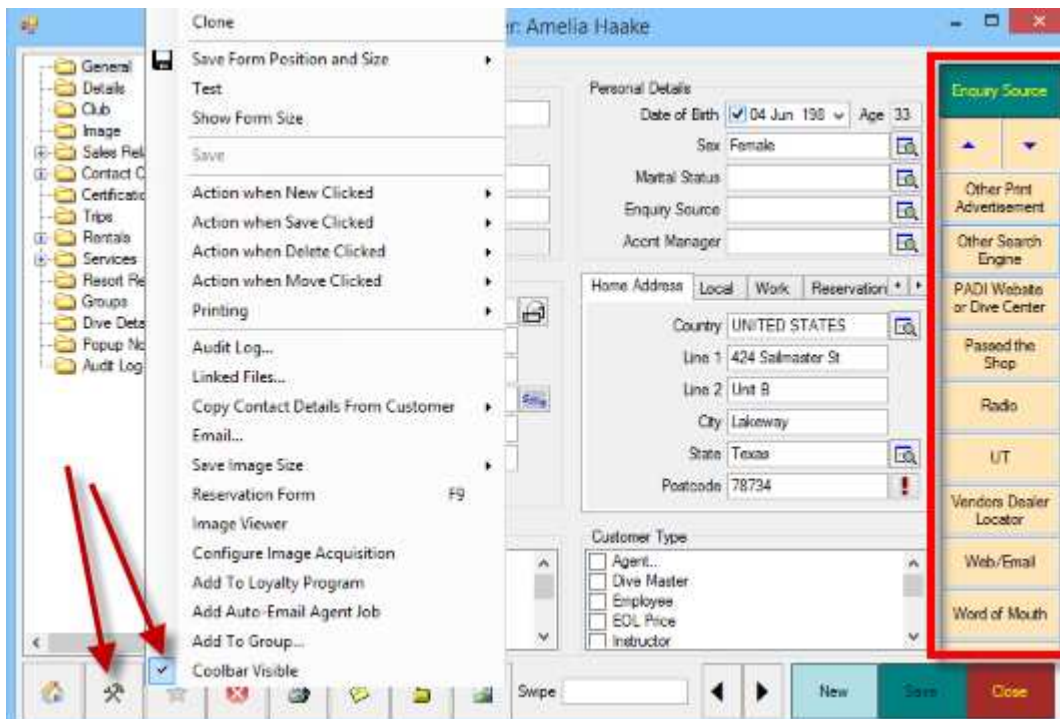 er: Amelia Haake
General
Details
Club
Image
Sales Rel
Contact C
Certificatio
Trips
Rentals
Services
Resort Re
Groups
Dive Deta
Popup No
Audit Log
Clone
Save Form Position and Size
Test
Show Form Size
Save
Action when New Clicked
Action when Save Clicked
Action when Delete Clicked
Action when Move Clicked
Printing
Audit Log...
Linked Files...
Copy Contact Details From Customer
Email...
Save Image Size
Reservation Form F9
Image Viewer
Configure Image Acquisition
Add To Loyalty Program
Add Auto-Email Agent Job
Add To Group...
Coolbar Visible
Personal Details
Date of Birth 04 Jun 198 Age 33
Sex Female
Marital Status
Enquiry Source
Accnt Manager
Home Address Local Work Reservation
Country UNITED STATES
Line 1 424 Sailmaster St
Line 2 Unit B
City Lakeway
State Texas
Postcode 78734
Customer Type
Agent..
Dive Master
Employee
EOL Price
Instructor
Enquiry Source
Other Print
Advertisement
Other Search
Engine
PADI Website
or Dive Center
Passed the
Shop
Radio
UT
Vendors Dealer
Locator
Web/Email
Word of Mouth
Swipe
New
Save
Close